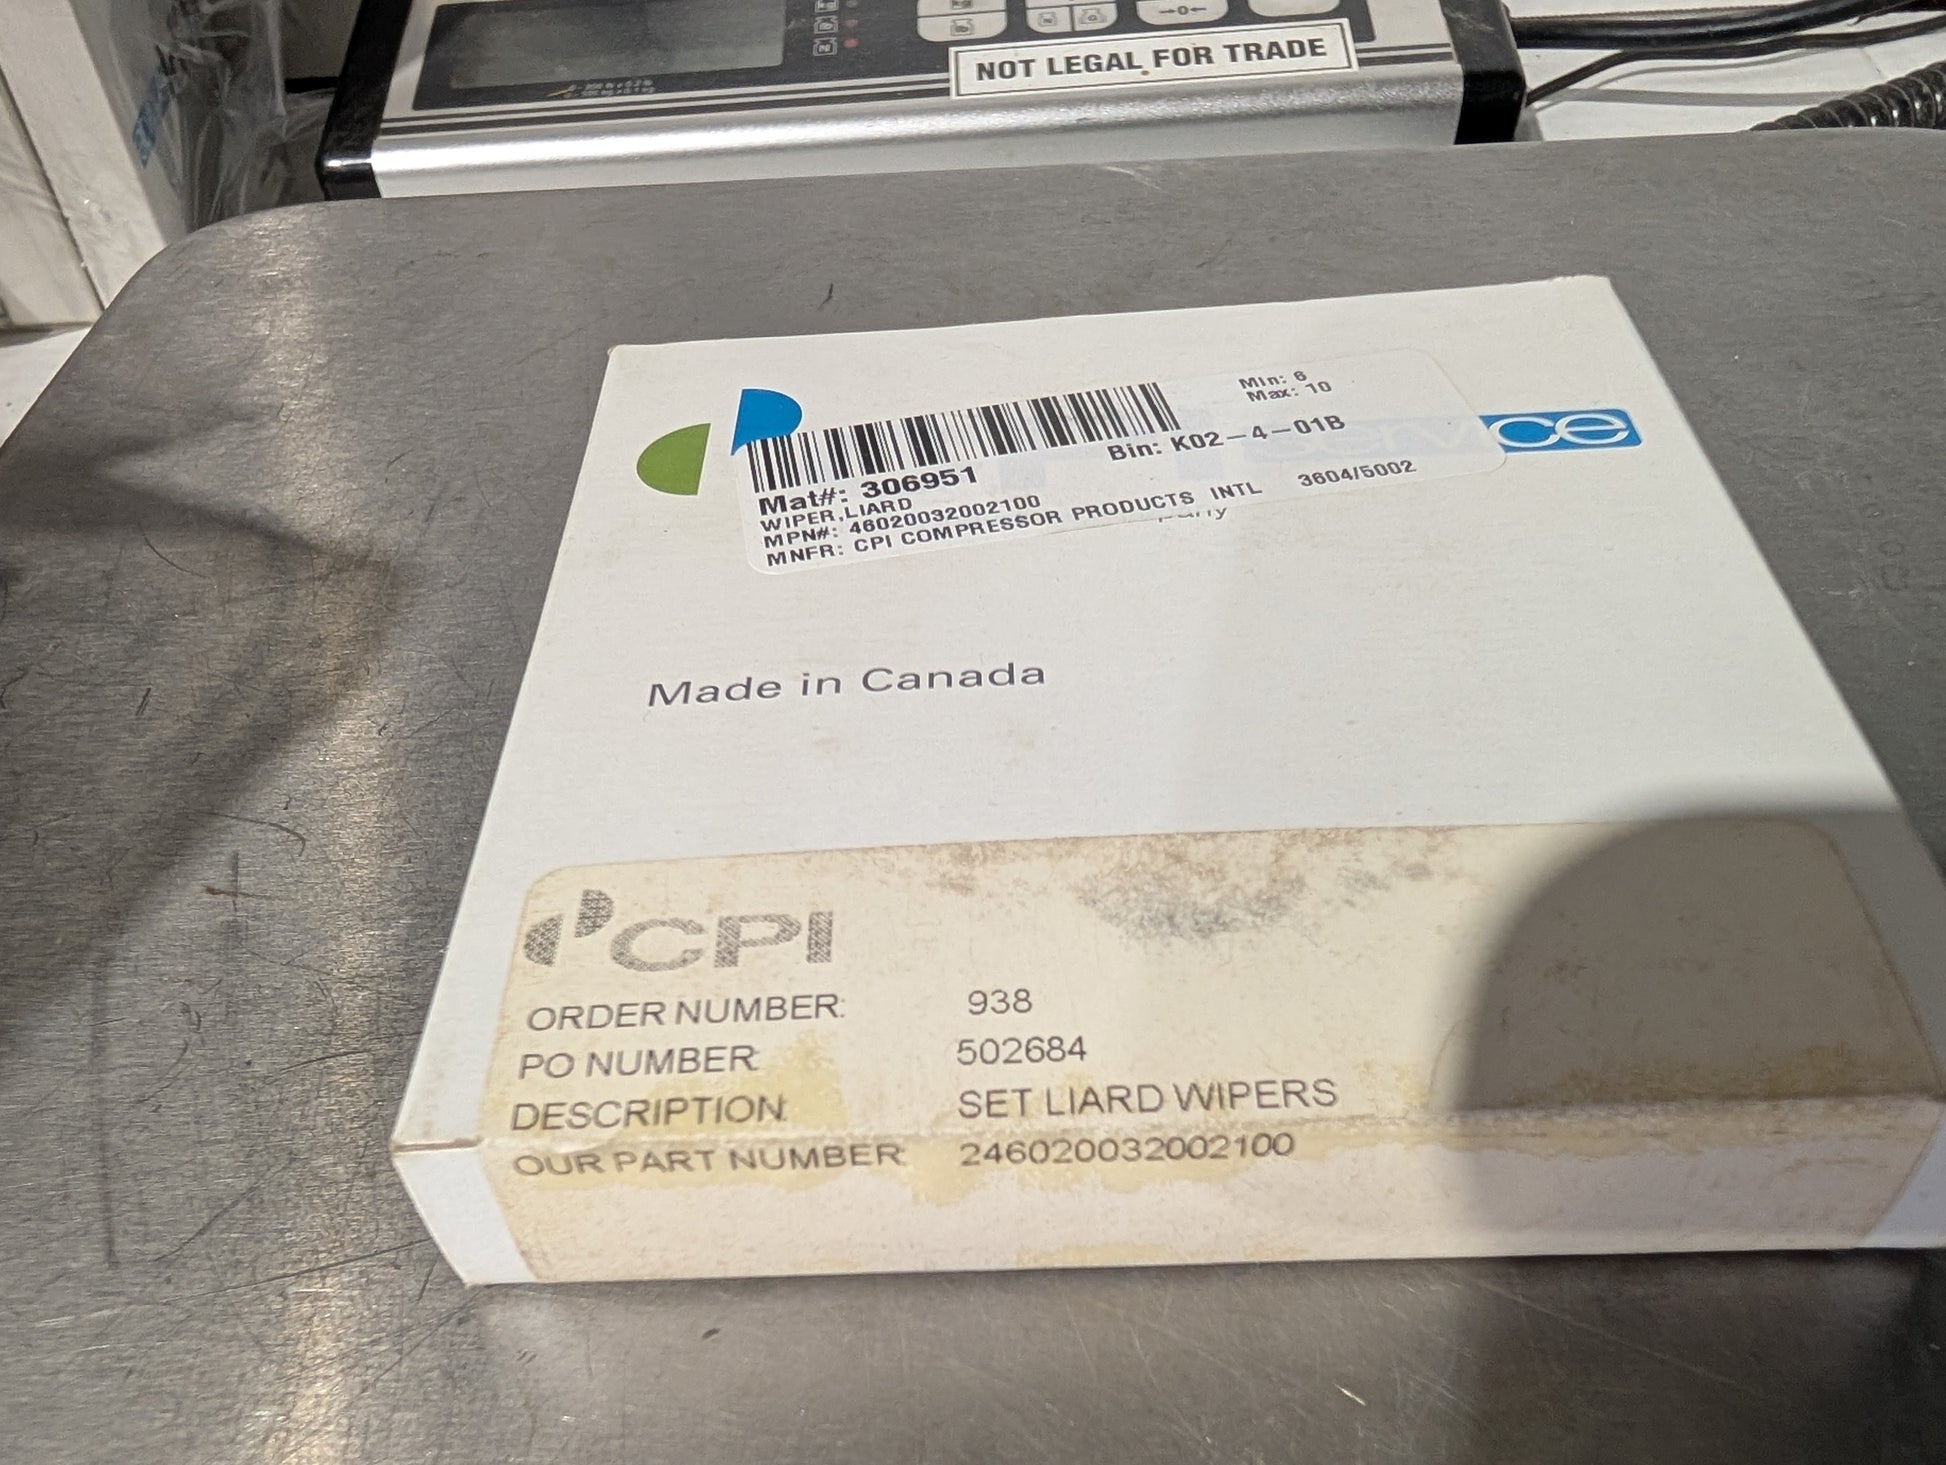 NOT LEGAL FOR TRADE
Min: 6
Max: 10
Bin: K02-4-01B
Mat#: 306951
WIPER,LIARD
MPN#: 46020032002100
MNFR: CPI COMPRESSOR PRODUCTS INTL 3604/5002
Made in Canada
CPI
ORDER NUMBER: 938
PO NUMBER: 502684
DESCRIPTION: SET LIARD WIPERS
OUR PART NUMBER: 246020032002100